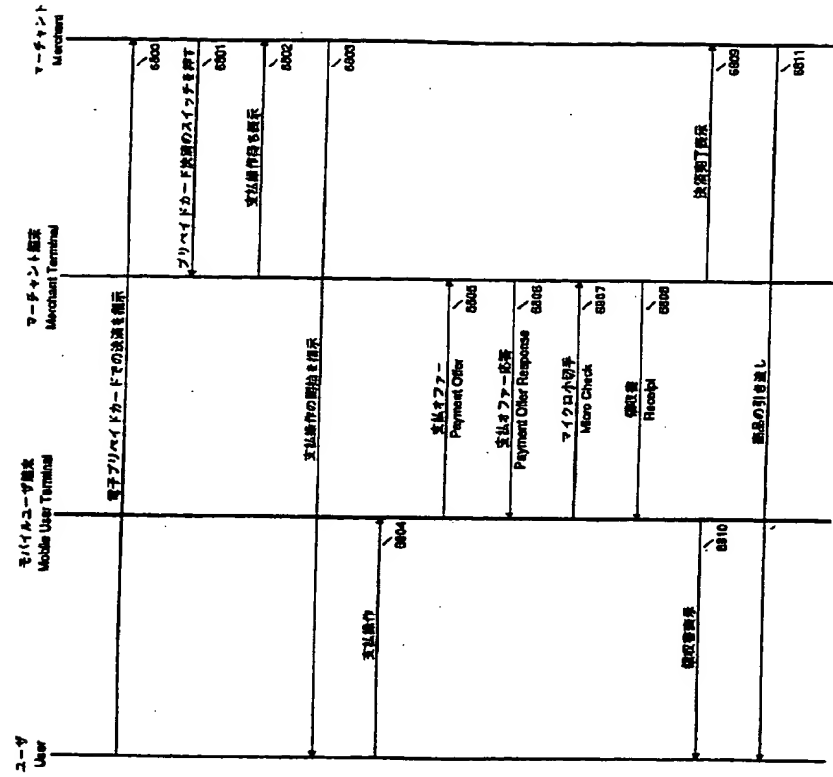 ユーザ
User
モバイルユーザ端末
Mobile User Terminal
マーチャント端末
Merchant Terminal
マーチャント
Merchant
電子プリペイドカードでの決済を指示
6800
プリペイドカード決済のスイッチを押す
6801
支払操作待ち表示
6802
支払操作の開始を指示
6803
支払操作
6804
支払オファー
Payment Offer
6805
支払オファー応答
Payment Offer Response
6806
マイクロ小切手
Micro Check
6807
領収書
Receipt
6808
決済完了表示
6809
領収書表示
6810
商品の引き渡し
6811